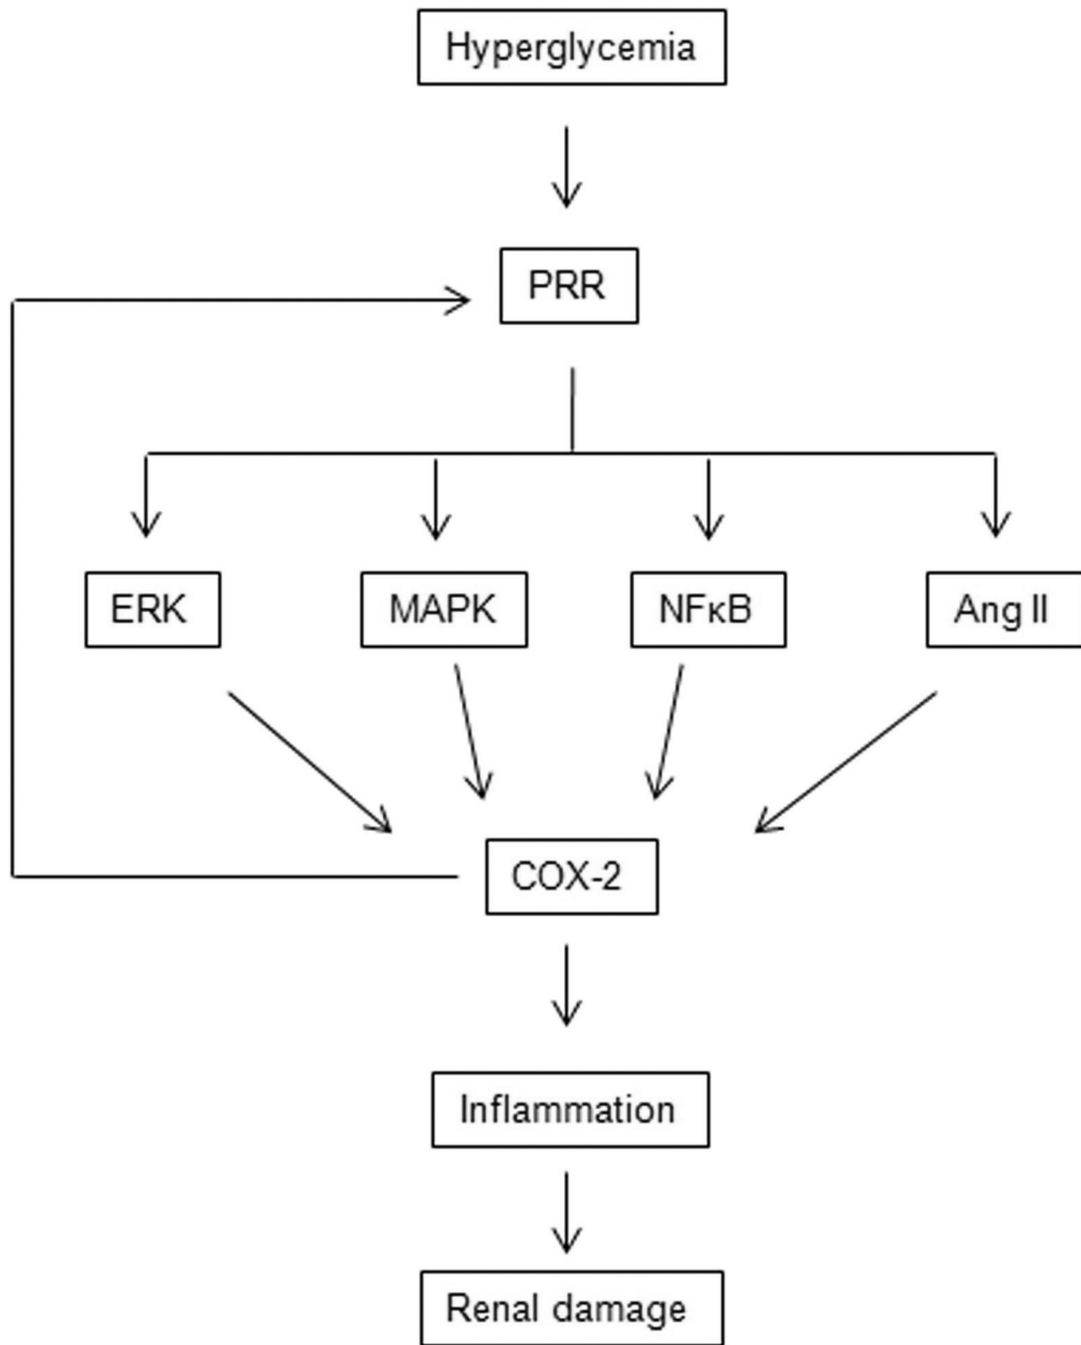 Hyperglycemia
PRR
ERK
MAPK
NFκB
Ang II
COX-2
Inflammation
Renal damage